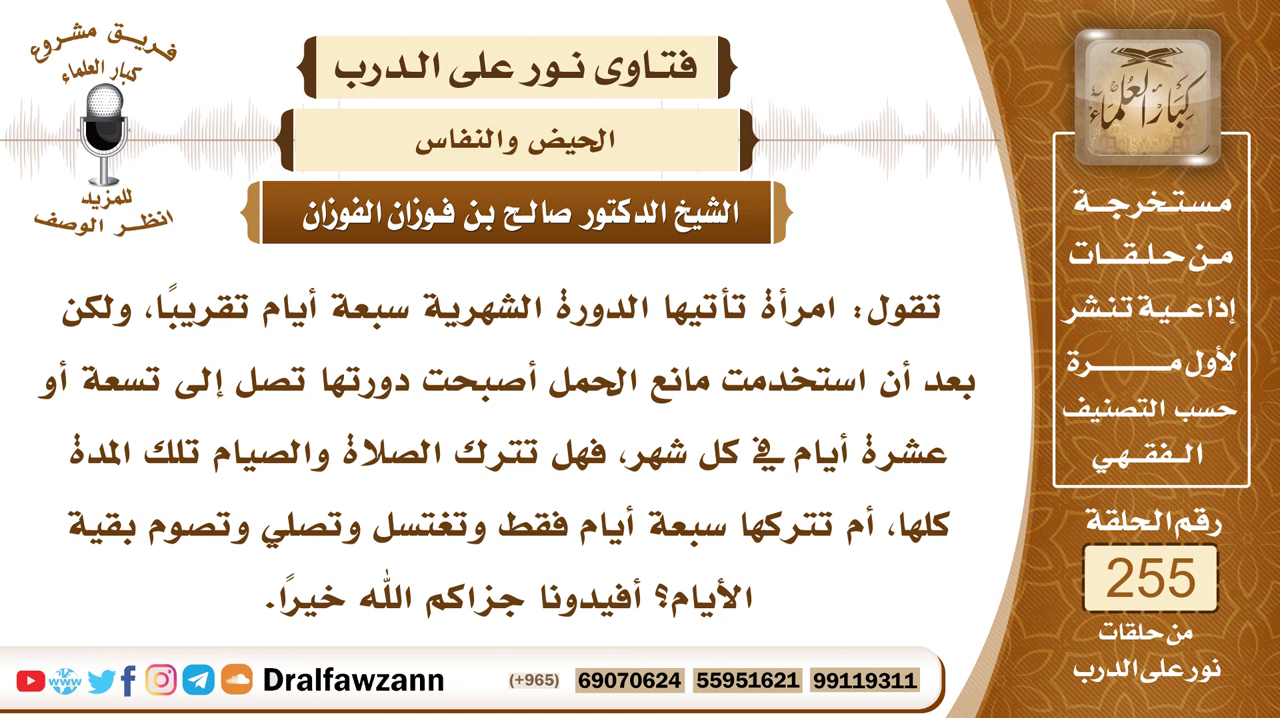 فريق مشروع
كبار العلماء
للمزيد
انظر الوصف
فتاوى نور على الدرب
الحيض والنفاس
الشيخ الدكتور صالح بن فوزان الفوزان
تقول: امرأة تأتيها الدورة الشهرية سبعة أيام تقريبًا، ولكن
بعد أن استخدمت مانع الحمل أصبحت دورتها تصل إلى تسعة أو
عشرة أيام في كل شهر، فهل تترك الصلاة والصيام تلك المدة
كلها، أم تتركها سبعة أيام فقط وتغتسل وتصلي وتصوم بقية
الأيام؟ أفيدونا جزاكم الله خيرًا.
كبار العلماء
مستخرجة
من حلقات
إذاعية تنشر
لأول مرة
حسب التصنيف
الفقهي
رقم الحلقة
255
من حلقات
نور على الدرب
www Dralfawzann (+965) 69070624 55951621 99119311